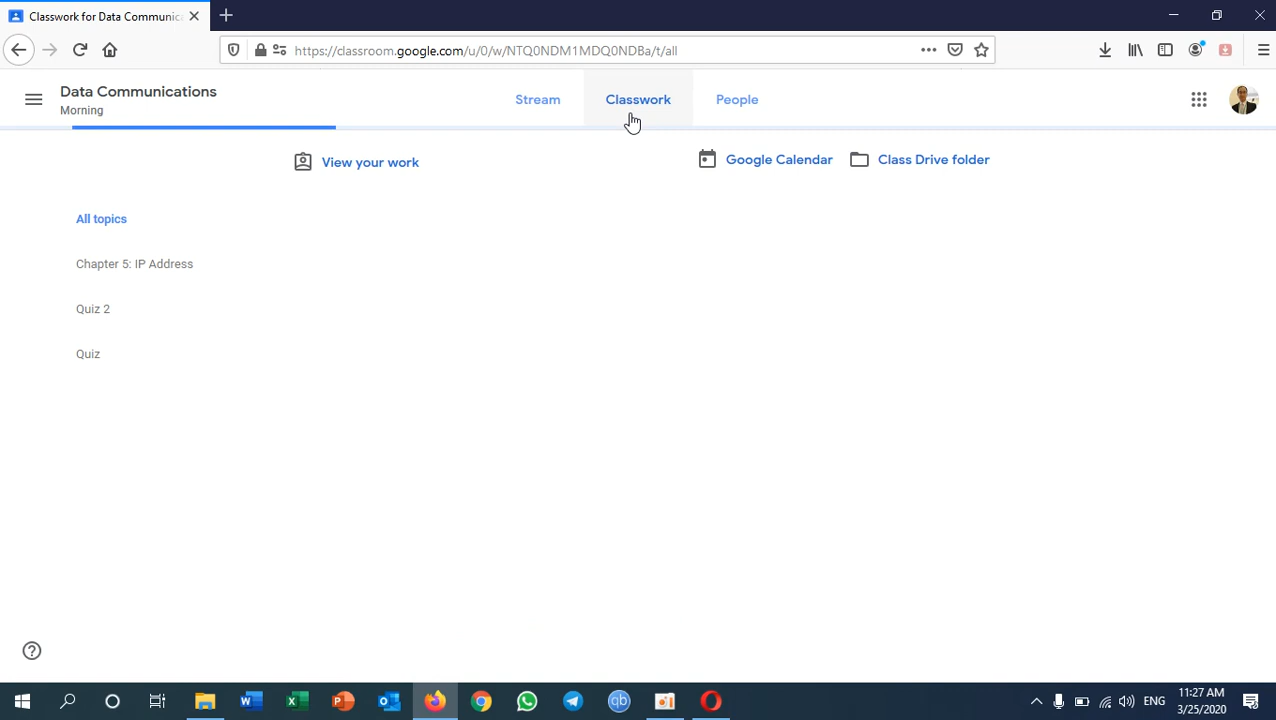 Classwork for Data Communica
https://classroom.google.com/u/0/w/NTQ0NDM1MDQ0NDBa/t/all
Data Communications
Morning
Stream
Classwork
People
View your work
Google Calendar
Class Drive folder
All topics
Chapter 5: IP Address
Quiz 2
Quiz
ENG
11:27 AM
3/25/2020